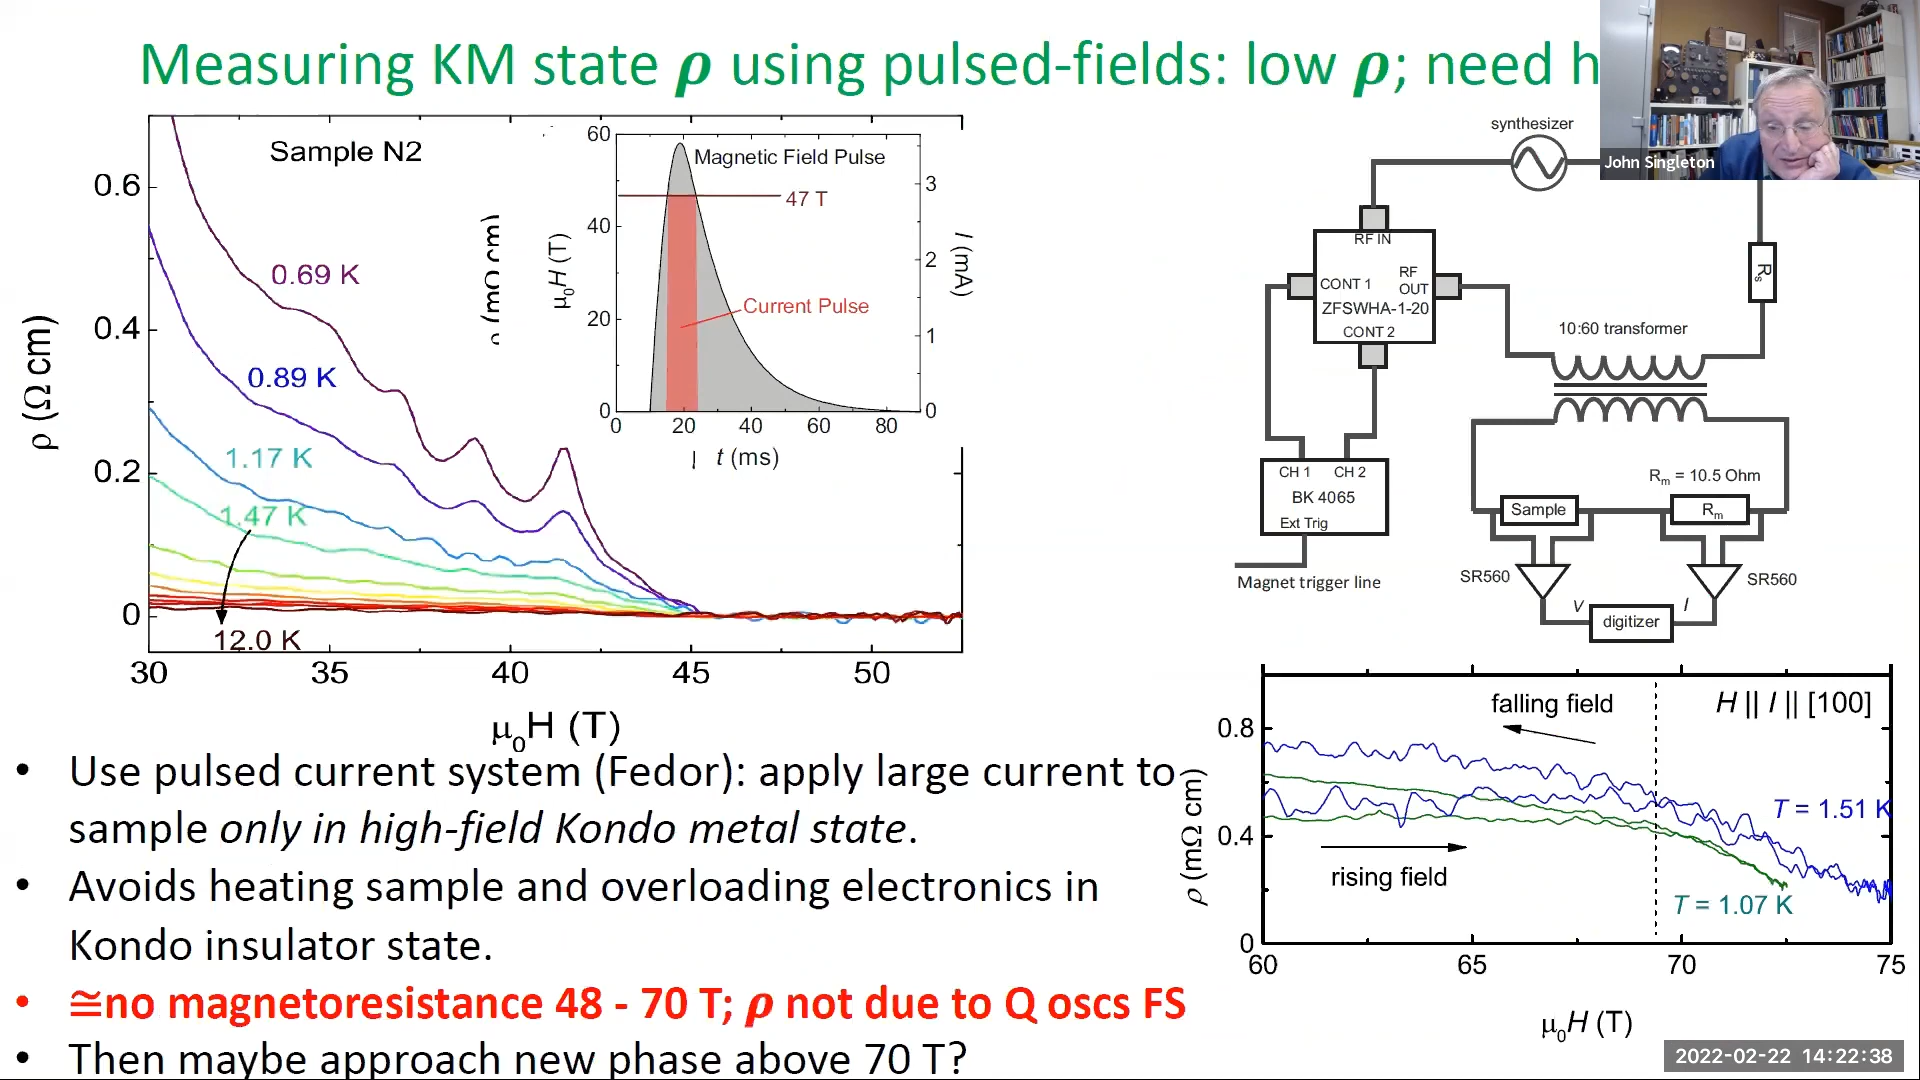 Measuring KM state ρ using pulsed-fields: low ρ; need h
John Singleton
Sample N2
0.69 K
0.89 K
1.17 K
1.47 K
12.0 K
0.6
0.4
0.2
0
30 35 40 45 50
ρ (Ω cm)
μ0H (T)
ρ (mΩ cm)
Magnetic Field Pulse
47 T
Current Pulse
60
40
20
0
3
2
1
0
0 20 40 60 80
μ0H (T)
I (mA)
t (ms)
synthesizer
RF IN
CONT 1
RF
OUT
ZFSWHA-1-20
CONT 2
Rs
10:60 transformer
CH 1 CH 2
BK 4065
Ext Trig
Magnet trigger line
Rm = 10.5 Ohm
Sample
Rm
SR560
SR560
V
I
digitizer
falling field
H || I || [100]
T = 1.51 K
rising field
T = 1.07 K
0.8
0.4
0
60 65 70 75
ρ (mΩ cm)
μ0H (T)
• Use pulsed current system (Fedor): apply large current to
sample only in high-field Kondo metal state.
• Avoids heating sample and overloading electronics in
Kondo insulator state.
• ≅no magnetoresistance 48 - 70 T; ρ not due to Q oscs FS
• Then maybe approach new phase above 70 T?
2022-02-22 14:22:38